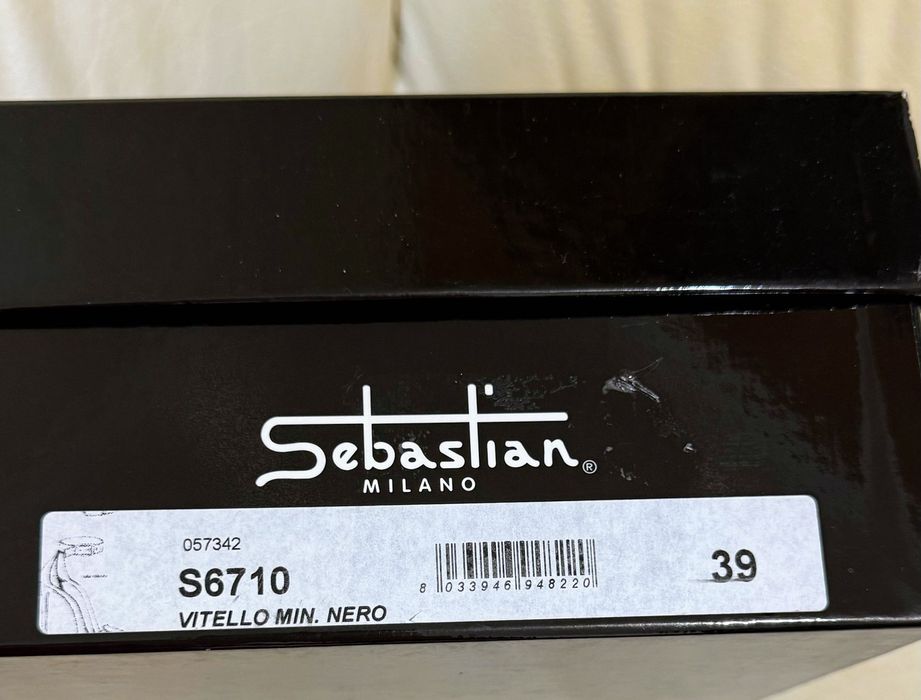 Sebastian®
MILANO
057342
S6710
VITELLO MIN. NERO
8 033946 948220
39